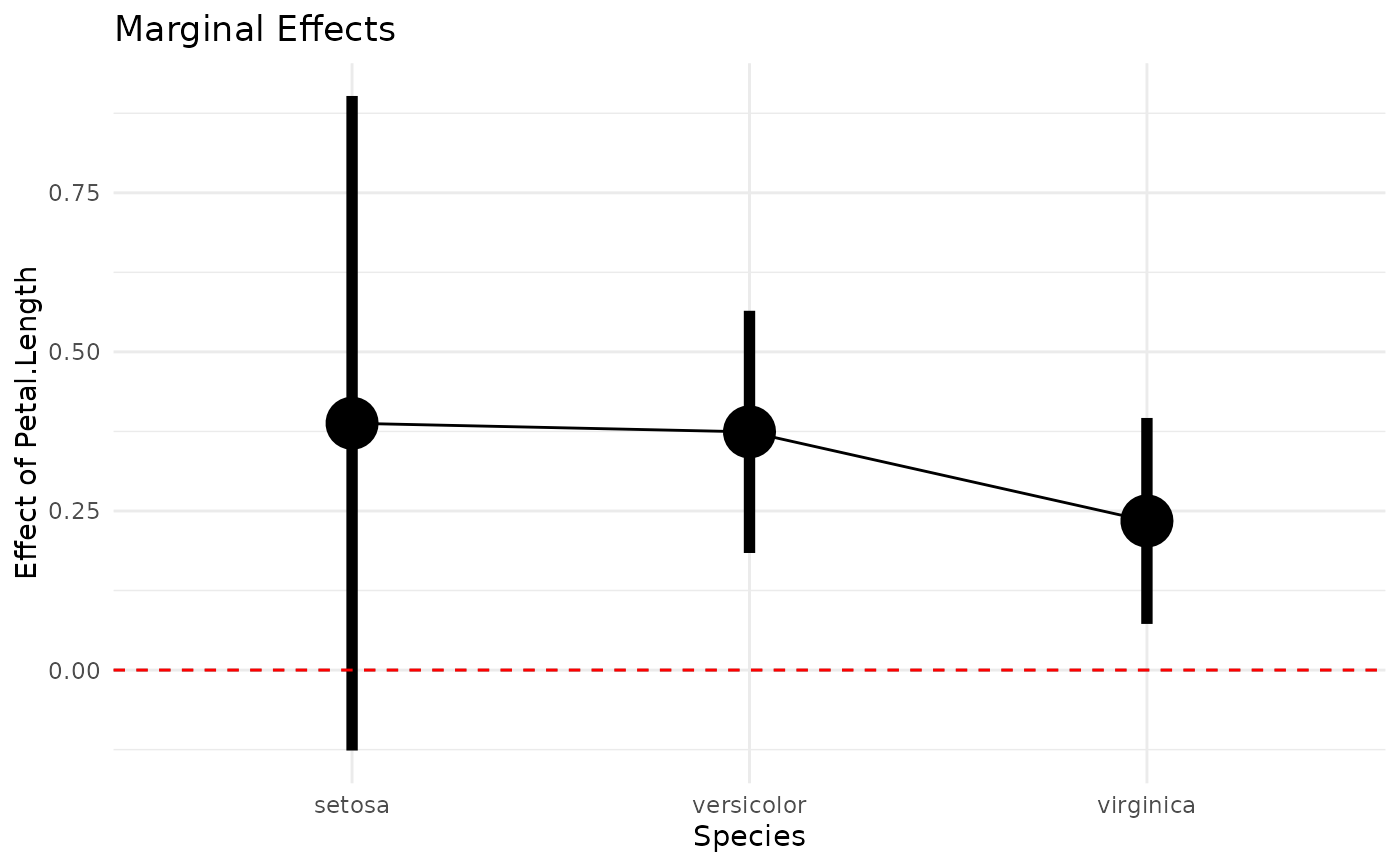 Marginal Effects
Effect of Petal.Length
0.75
0.50
0.25
0.00
setosa
versicolor
virginica
Species